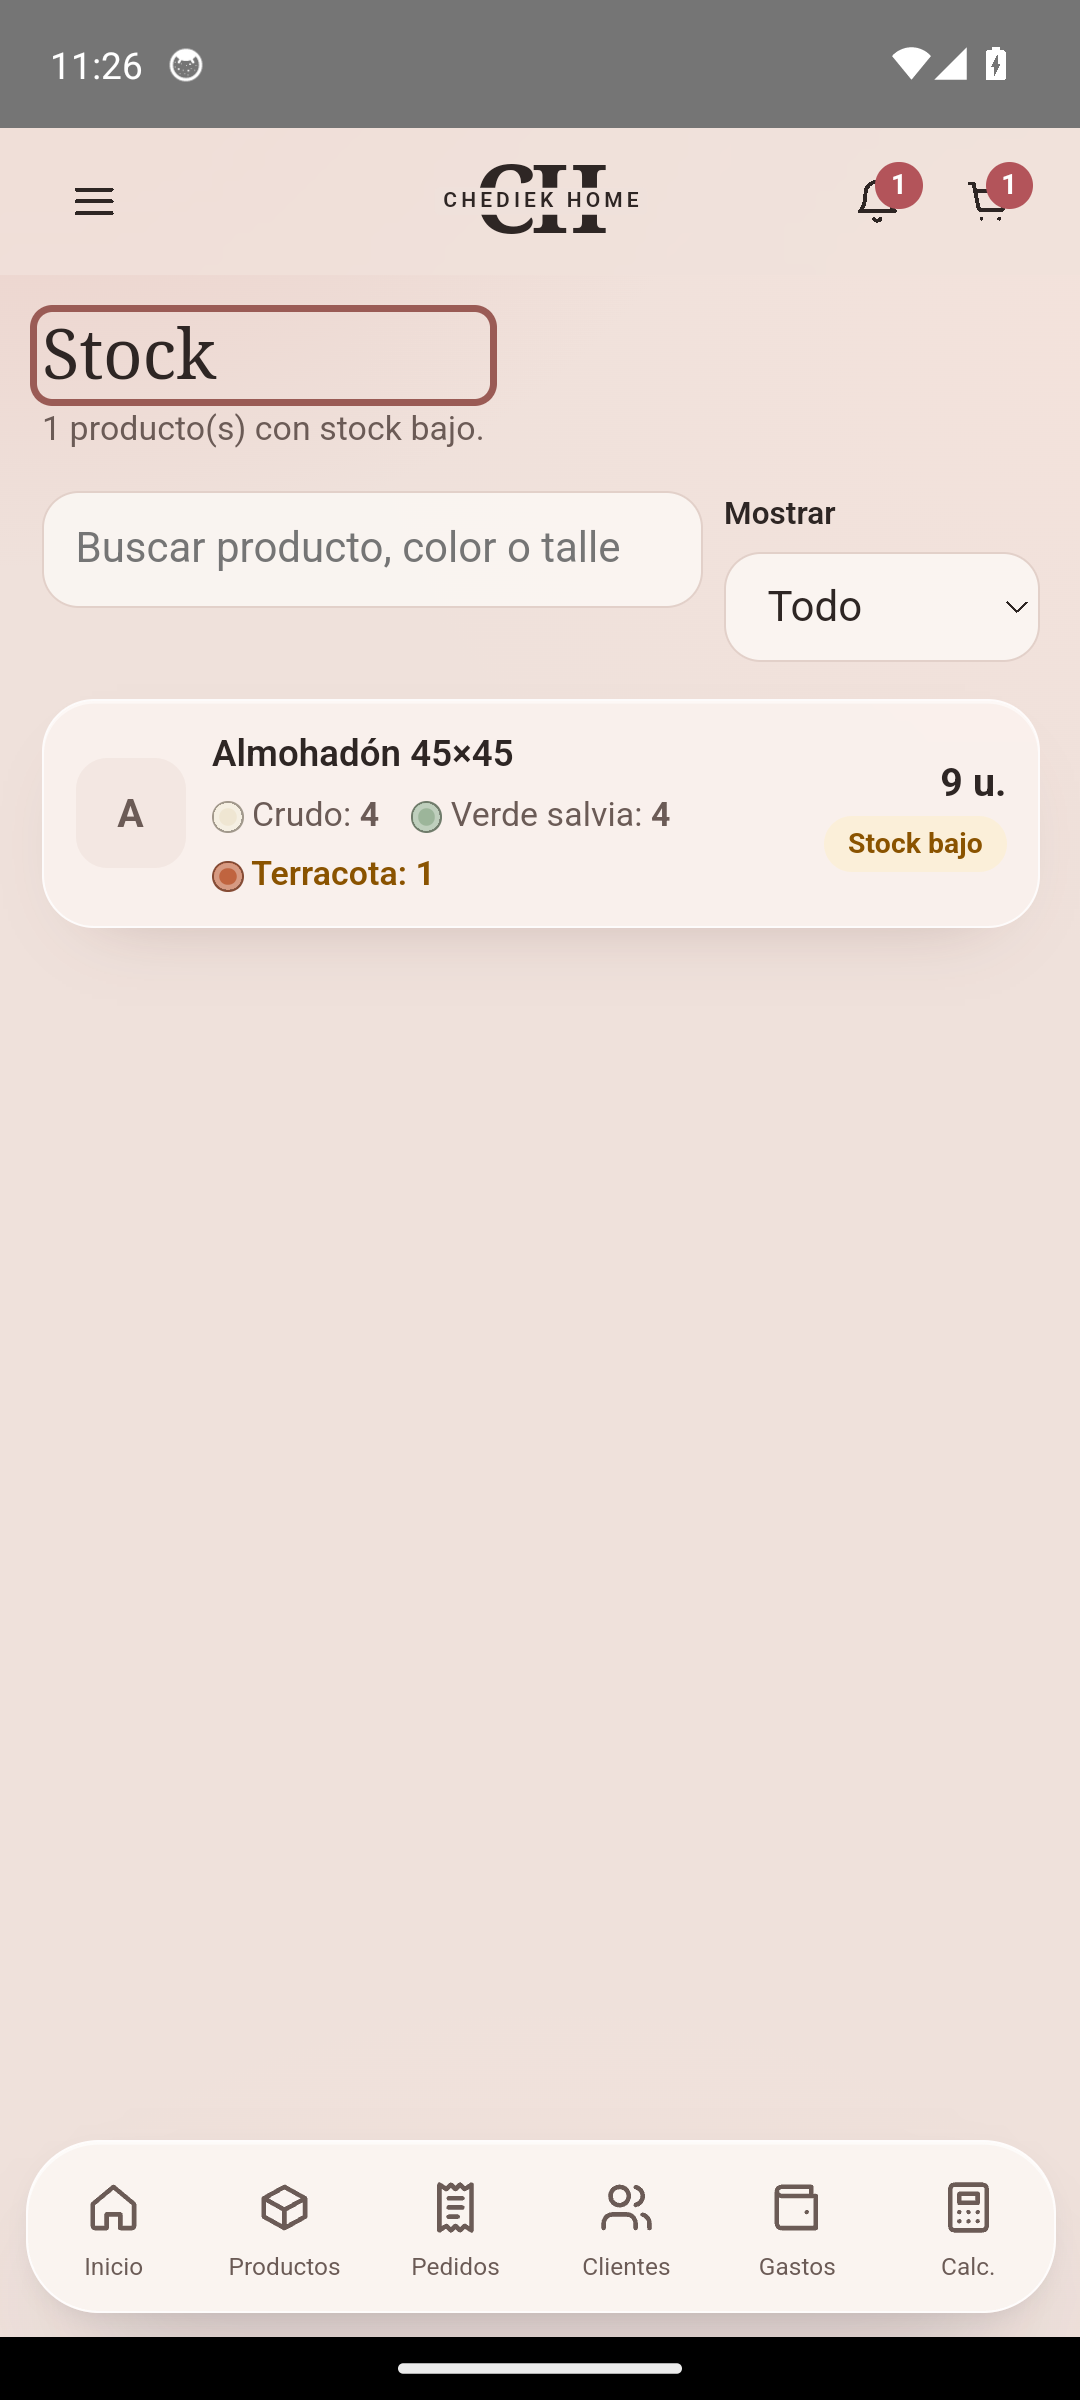 11:26
CH
CHEDIEK HOME
1
1
Stock
1 producto(s) con stock bajo.
Buscar producto, color o talle
Mostrar
Todo
A
Almohadón 45×45
Crudo: 4 Verde salvia: 4
Terracota: 1
9 u.
Stock bajo
Inicio
Productos
Pedidos
Clientes
Gastos
Calc.